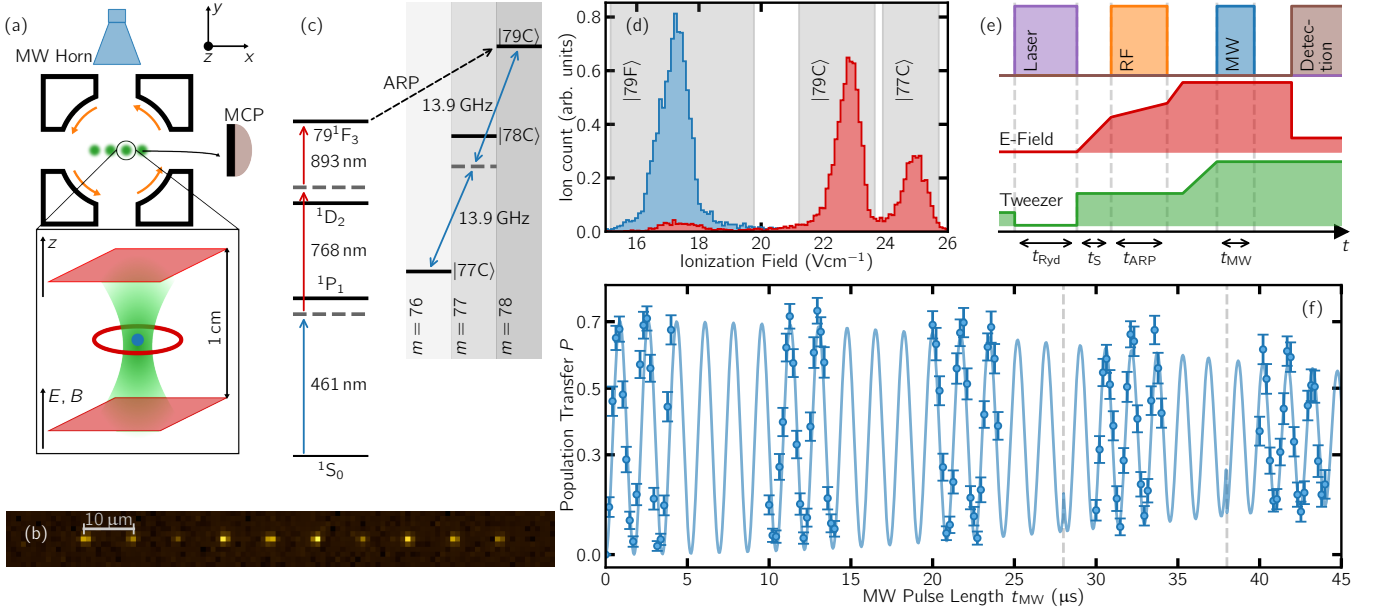 (a)
MW Horn
y
z
x
MCP
z
1 cm
E, B
(b)
10 μm
(c)
|79C⟩
ARP
13.9 GHz
79¹F₃
|78C⟩
893 nm
¹D₂
13.9 GHz
768 nm
|77C⟩
¹P₁
m = 76
m = 77
m = 78
461 nm
¹S₀
(d)
Ion count (arb. units)
0.8
0.6
0.4
0.2
0.0
|79F⟩
|79C⟩
|77C⟩
16
18
20
22
24
26
Ionization Field (Vcm⁻¹)
(e)
Laser
RF
MW
Detec-
tion
E-Field
Tweezer
t
t_Ryd
t_S
t_ARP
t_MW
(f)
Population Transfer P
0.7
0.5
0.3
0.0
0
5
10
15
20
25
30
35
40
45
MW Pulse Length t_MW (μs)